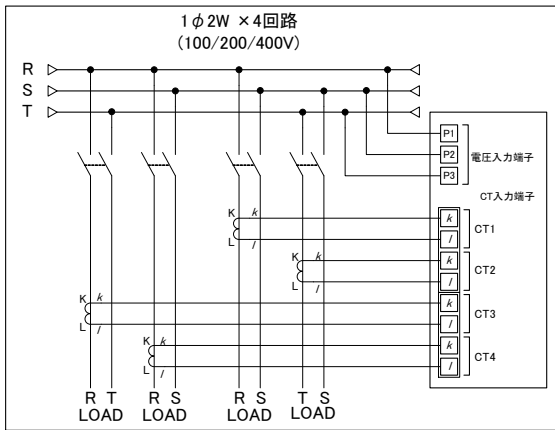 1φ2W ×4回路
(100/200/400V)
R
S
T
P1
P2
P3
電圧入力端子
CT入力端子
K k
L l
k
l
CT1
K k
L l
k
l
CT2
K k
L l
k
l
CT3
K k
L l
k
l
CT4
R T
LOAD
R S
LOAD
R S
LOAD
T S
LOAD